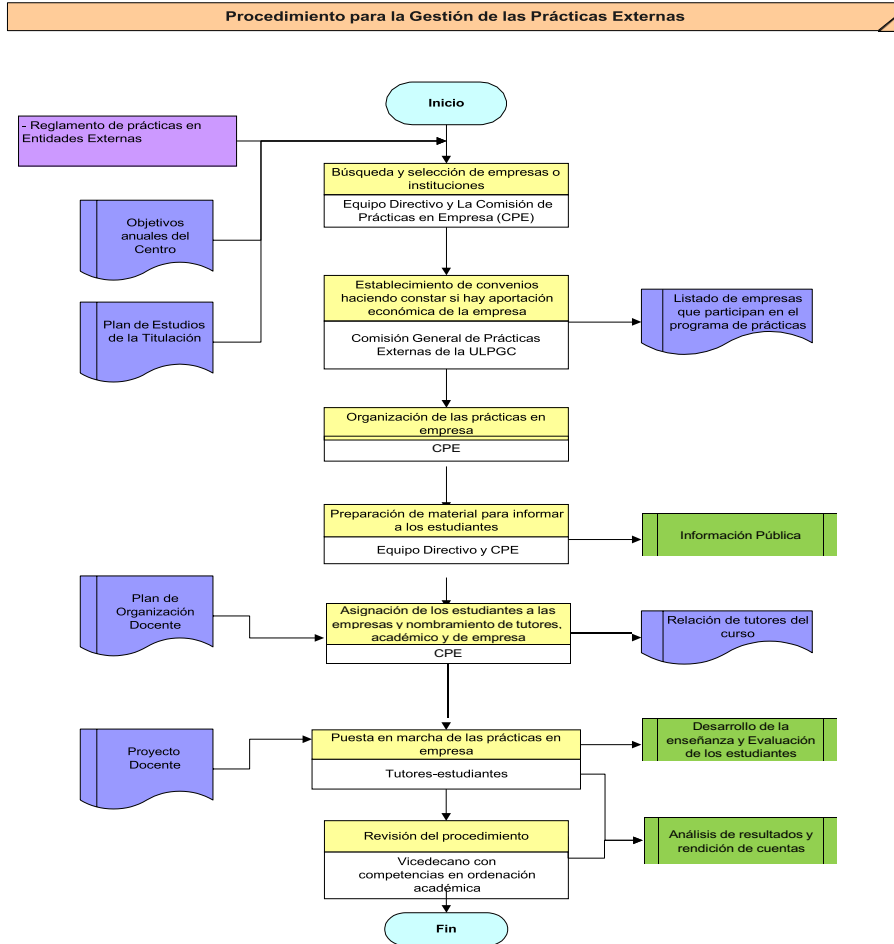 Procedimiento para la Gestión de las Prácticas Externas
Inicio
- Reglamento de prácticas en
Entidades Externas
Búsqueda y selección de empresas o
instituciones
Equipo Directivo y La Comisión de
Prácticas en Empresa (CPE)
Objetivos
anuales del
Centro
Establecimiento de convenios
haciendo constar si hay aportación
económica de la empresa
Comisión General de Prácticas
Externas de la ULPGC
Listado de empresas
que participan en el
programa de prácticas
Plan de Estudios
de la Titulación
Organización de las prácticas en
empresa
CPE
Preparación de material para informar
a los estudiantes
Equipo Directivo y CPE
Información Pública
Plan de
Organización
Docente
Asignación de los estudiantes a las
empresas y nombramiento de tutores,
académico y de empresa
CPE
Relación de tutores del
curso
Proyecto
Docente
Puesta en marcha de las prácticas en
empresa
Tutores-estudiantes
Desarrollo de la
enseñanza y Evaluación
de los estudiantes
Revisión del procedimiento
Vicedecano con
competencias en ordenación
académica
Análisis de resultados y
rendición de cuentas
Fin